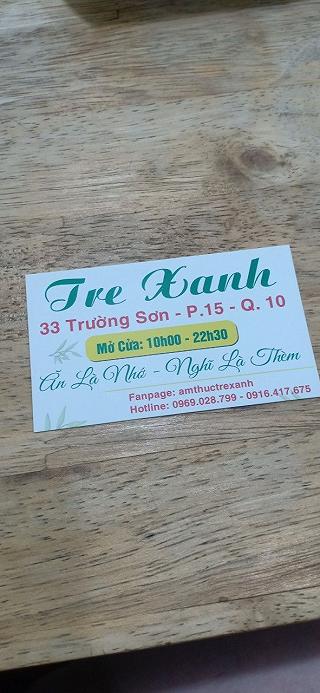 Tre Xanh
33 Trường Sơn - P.15 - Q. 10
Mở Cửa: 10h00 - 22h30
Ăn Là Nhớ - Nghĩ Là Thèm
Fanpage: amthuctrexanh
Hotline: 0969.028.799 - 0916.417.675